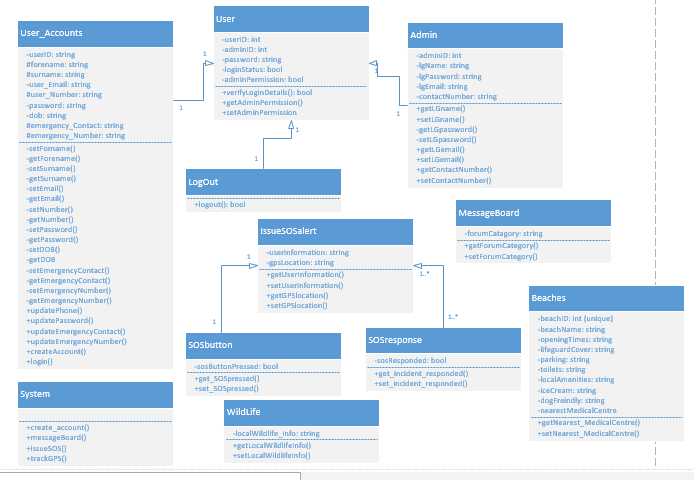 User_Accounts
-userID: string
#forename: string
#surname: string
-user_Email: string
#user_Number: string
-password: string
-dob: string
#emergency_Contact: string
#emergency_Number: string
-setForname()
-getForename()
-setSurname()
-getSurname()
-setEmail()
-getEmail()
-setNumber()
-getNumber()
-setPassword()
-getPassword()
-setDOB()
-getDOB
-setEmergencyContact()
-getEmergencyContact()
-setEmergencyNumber()
-getEmergencyNumber()
+updatePhone()
+updatePassword()
+updateEmergencyContact()
+updateEmergencyNumber()
+createAccount()
+login()
1
1
User
-userID: int
-adminID: int
-password: string
-loginStatus: bool
-adminPermission: bool
+verifyLoginDetails(): bool
+getAdminPermission()
+setAdminPermission
1
1
1
1
Admin
-adminID: int
-lgName: string
-lgPassword: string
-lgEmail: string
-contactNumber: string
+getLGname()
+setLGname()
-getLGpassword()
-setLGpassword()
+getLGemail()
+setLGemail()
+getContactNumber()
+setContactNumber()
LogOut
+logout(): bool
IssueSOSalert
-userInformation: string
-gpsLocation: string
+getUserInformation()
+setUserInformation()
+getGPSlocation()
+setGPSlocation()
1
1
1..*
1..*
MessageBoard
-forumCatagory: string
+getForumCategory()
+setForumCategory()
SOSbutton
-sosButtonPressed: bool
+get_SOSpressed()
+set_SOSpressed()
SOSresponse
-sosResponded: bool
+get_incident_responded()
+set_incident_responded()
Beaches
-beachID: int (unique)
-beachName: string
-openingTimes: string
-lifeguardCover: string
-parking: string
-toilets: string
-localAmenities: string
-iceCream: string
-dogFreindly: string
-nearestMedicalCentre
+getNearest_MedicalCentre()
+setNearest_MedicalCentre()
System
+create_account()
+messageBoard()
+issueSOS()
+trackGPS()
WildLife
-localWildlife_Info: string
+getLocalWildlifeInfo()
+setLocalWildlifeInfo()